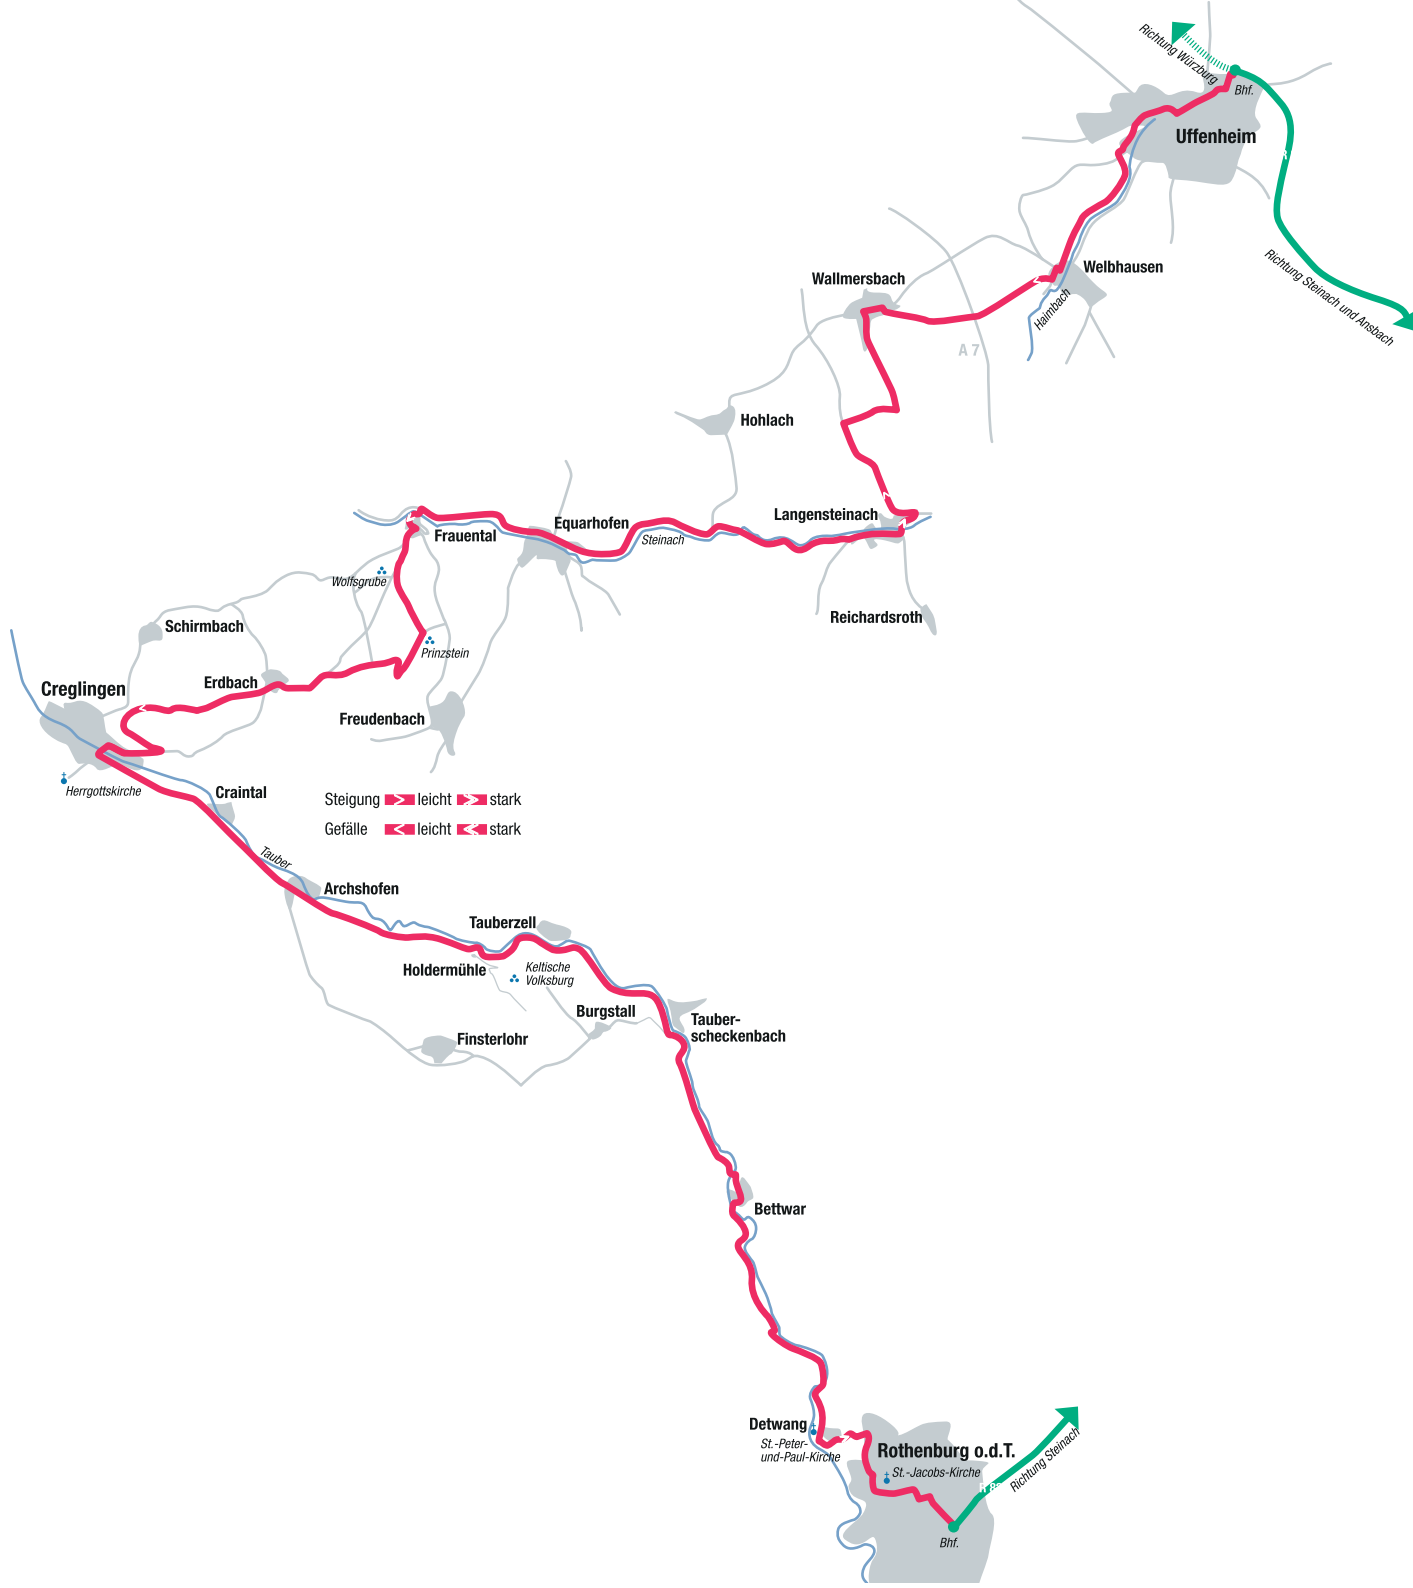 Richtung Würzburg
Bhf.
Uffenheim
Richtung Steinach und Ansbach
Welbhausen
Wallmersbach
Haimbach
A 7
Hohlach
Langensteinach
Equarhofen
Steinach
Frauental
Wolfsgrube
Reichardsroth
Schirmbach
Prinzstein
Erdbach
Creglingen
Freudenbach
Herrgottskirche
Craintal
Steigung leicht stark
Gefälle leicht stark
Tauber
Archshofen
Tauberzell
Holdermühle
Keltische
Volksburg
Burgstall
Tauber-
scheckenbach
Finsterlohr
Bettwar
Detwang
St.-Peter-
und-Paul-Kirche
Rothenburg o.d.T.
St.-Jacobs-Kirche
Richtung Steinach
Bhf.